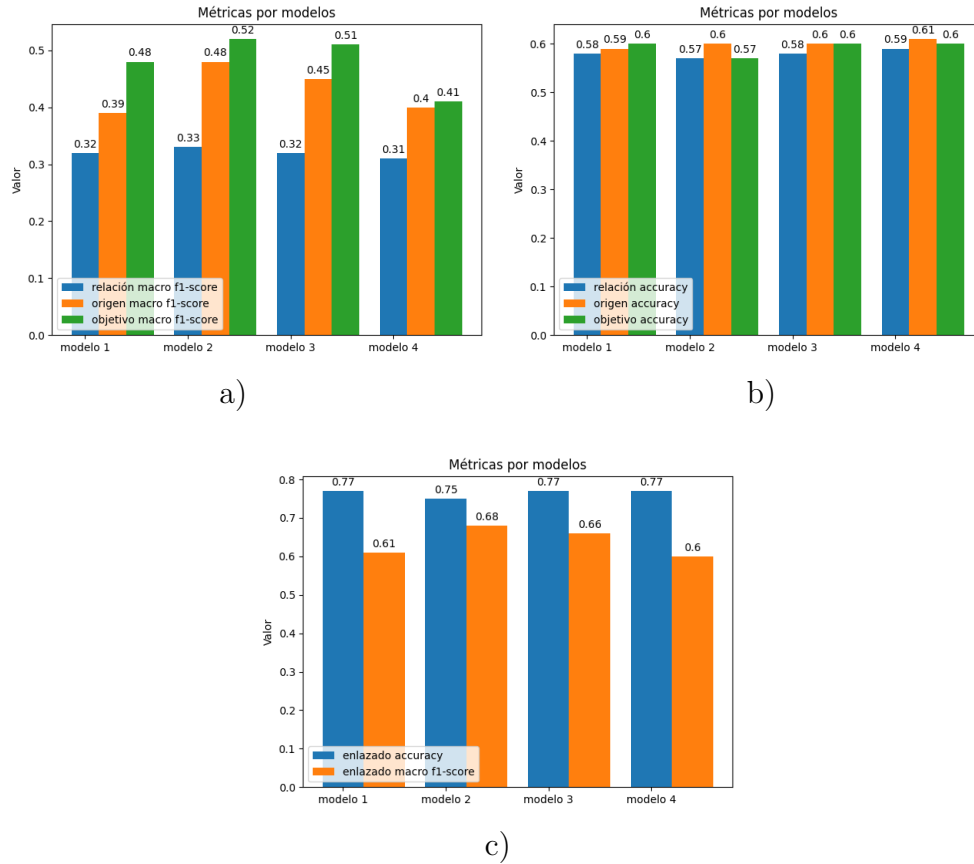 Métricas por modelos
0.32 0.39 0.48 0.33 0.48 0.52 0.32 0.45 0.51 0.31 0.4 0.41
Valor
0.5
0.4
0.3
0.2
0.1
0.0
relación macro f1-score
origen macro f1-score
objetivo macro f1-score
modelo 1 modelo 2 modelo 3 modelo 4
a)
Métricas por modelos
0.58 0.59 0.6 0.57 0.6 0.57 0.58 0.6 0.6 0.59 0.61 0.6
Valor
0.6
0.5
0.4
0.3
0.2
0.1
0.0
relación accuracy
origen accuracy
objetivo accuracy
modelo 1 modelo 2 modelo 3 modelo 4
b)
Métricas por modelos
0.77 0.61 0.75 0.68 0.77 0.66 0.77 0.6
Valor
0.8
0.7
0.6
0.5
0.4
0.3
0.2
0.1
0.0
enlazado accuracy
enlazado macro f1-score
modelo 1 modelo 2 modelo 3 modelo 4
c)